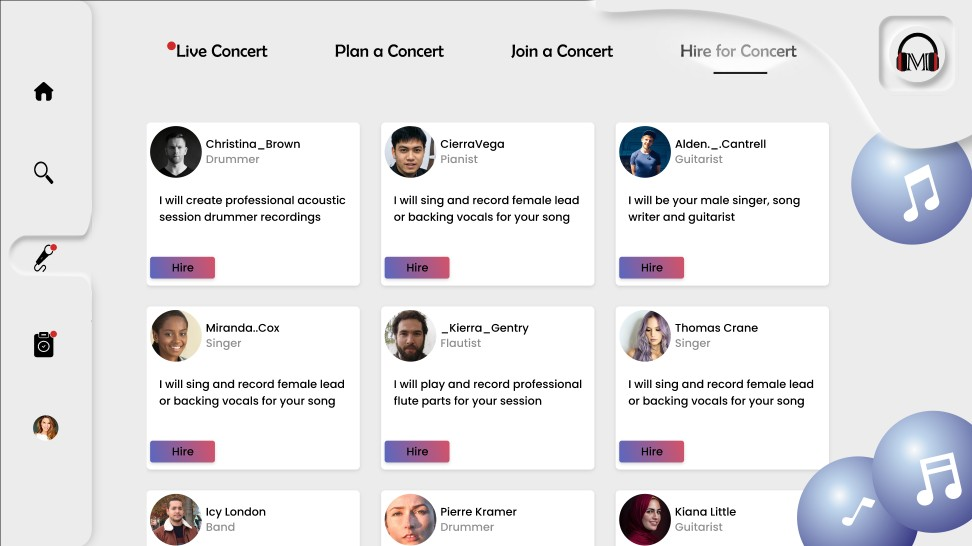 Live Concert
Plan a Concert
Join a Concert
Hire for Concert
M
Christina_Brown
Drummer
I will create professional acoustic
session drummer recordings
Hire
CierraVega
Pianist
I will sing and record female lead
or backing vocals for your song
Hire
Alden._.Cantrell
Guitarist
I will be your male singer, song
writer and guitarist
Hire
Miranda..Cox
Singer
I will sing and record female lead
or backing vocals for your song
Hire
_Kierra_Gentry
Flautist
I will play and record professional
flute parts for your session
Hire
Thomas Crane
Singer
I will sing and record female lead
or backing vocals for your song
Hire
Icy London
Band
Pierre Kramer
Drummer
Kiana Little
Guitarist